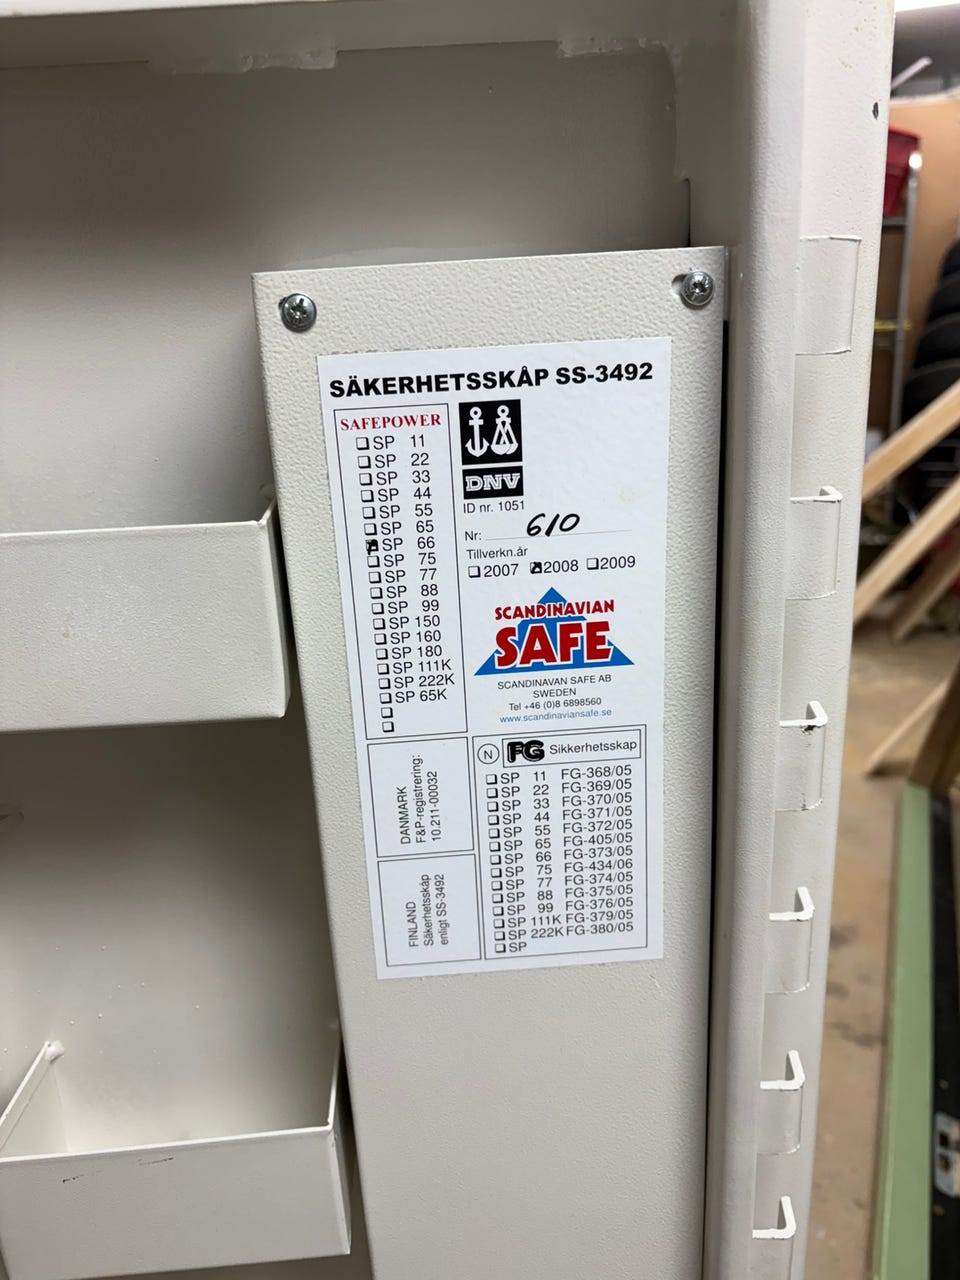 SÄKERHETSSKÅP SS-3492
SAFEPOWER
SP 11
SP 22
SP 33
SP 44
SP 55
SP 65
SP 66
SP 75
SP 77
SP 88
SP 99
SP 150
SP 160
SP 180
SP 111K
SP 222K
SP 65K
DNV
ID nr. 1051
Nr: 610
Tillverkn.år
2007 2008 2009
SCANDINAVIAN
SAFE
SCANDINAVAN SAFE AB
SWEDEN
Tel +46 (0)8 6898560
www.scandinaviansafe.se
DANMARK
F&P-registrering:
10.211-00032
FINLAND
Säkerhetsskåp
enligt SS-3492
N FG Sikkerhetsskap
SP 11 FG-368/05
SP 22 FG-369/05
SP 33 FG-370/05
SP 44 FG-371/05
SP 55 FG-372/05
SP 65 FG-405/05
SP 66 FG-373/05
SP 75 FG-434/06
SP 77 FG-374/05
SP 88 FG-375/05
SP 99 FG-376/05
SP 111K FG-379/05
SP 222K FG-380/05
SP